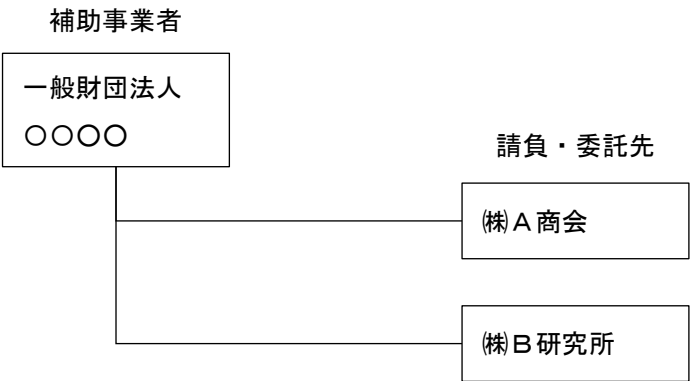 補助事業者
一般財団法人
○○○○
請負・委託先
㈱Ａ商会
㈱Ｂ研究所